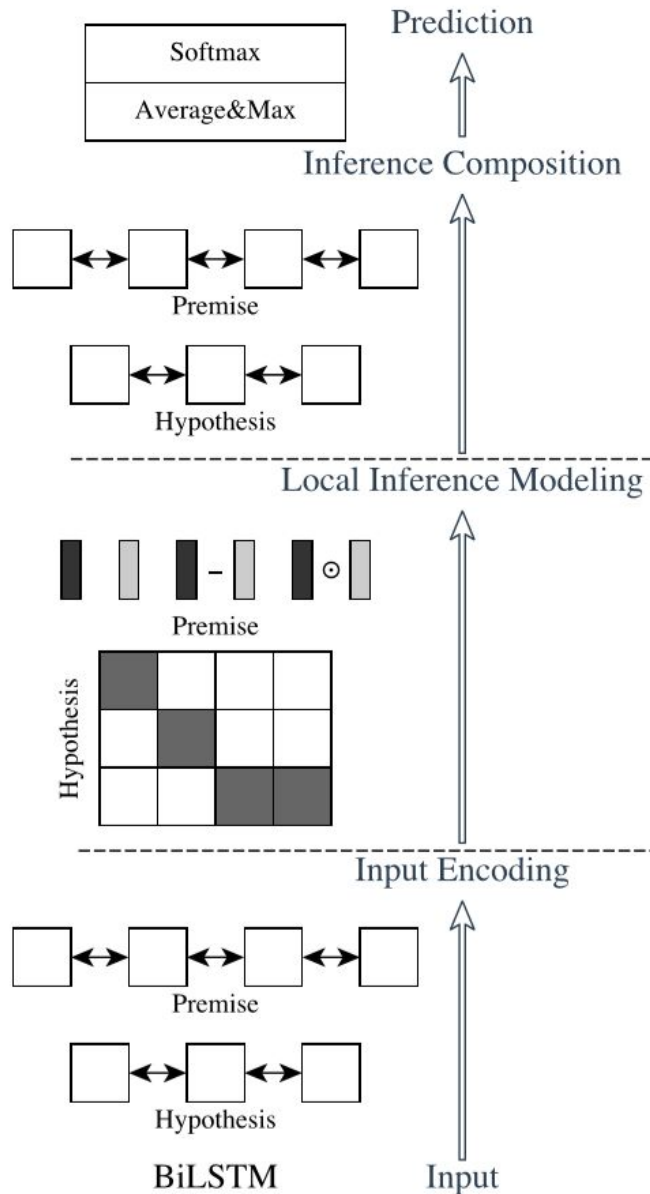 Prediction
Softmax
Average&Max
Inference Composition
Premise
Hypothesis
Local Inference Modeling
–
⊙
Premise
Hypothesis
Input Encoding
Premise
Hypothesis
BiLSTM
Input